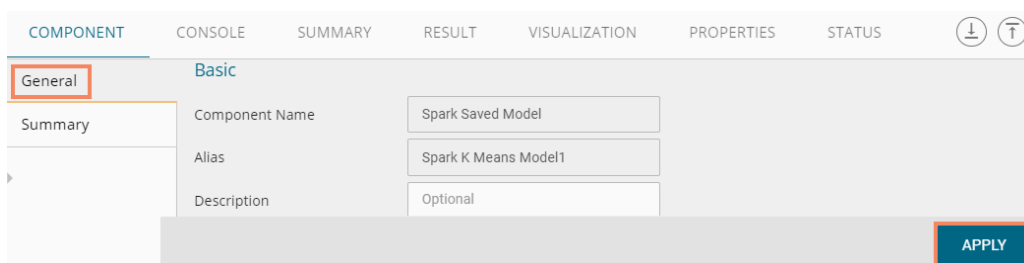 COMPONENT CONSOLE SUMMARY RESULT VISUALIZATION PROPERTIES STATUS
General
Summary
Basic
Component Name Spark Saved Model
Alias Spark K Means Model1
Description Optional
APPLY